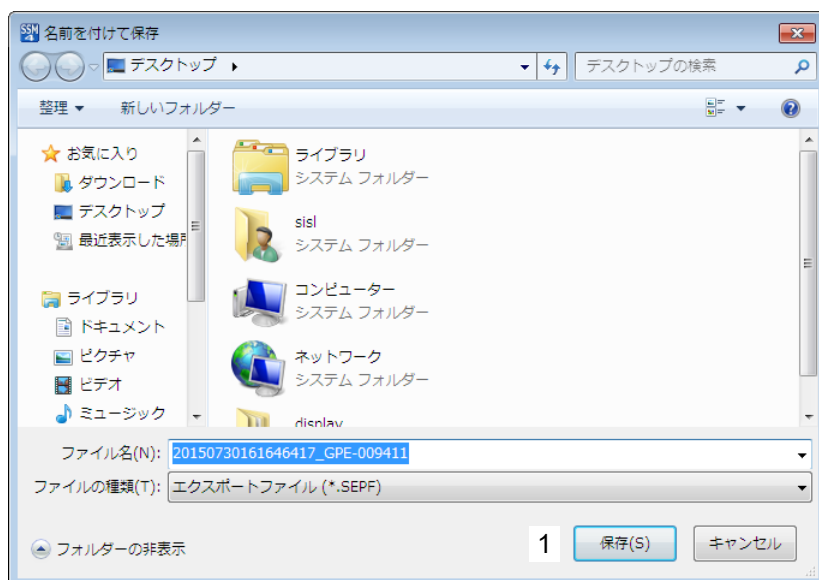 SSM 4 名前を付けて保存
デスクトップ
デスクトップの検索
整理 新しいフォルダー
お気に入り
ダウンロード
デスクトップ
最近表示した場所
ライブラリ
ドキュメント
ピクチャ
ビデオ
ミュージック
ライブラリ
システム フォルダー
sisl
システム フォルダー
コンピューター
システム フォルダー
ネットワーク
システム フォルダー
display
ファイル名(N): 20150730161646417_GPE-009411
ファイルの種類(T): エクスポートファイル (*.SEPF)
フォルダーの非表示
1 保存(S) キャンセル